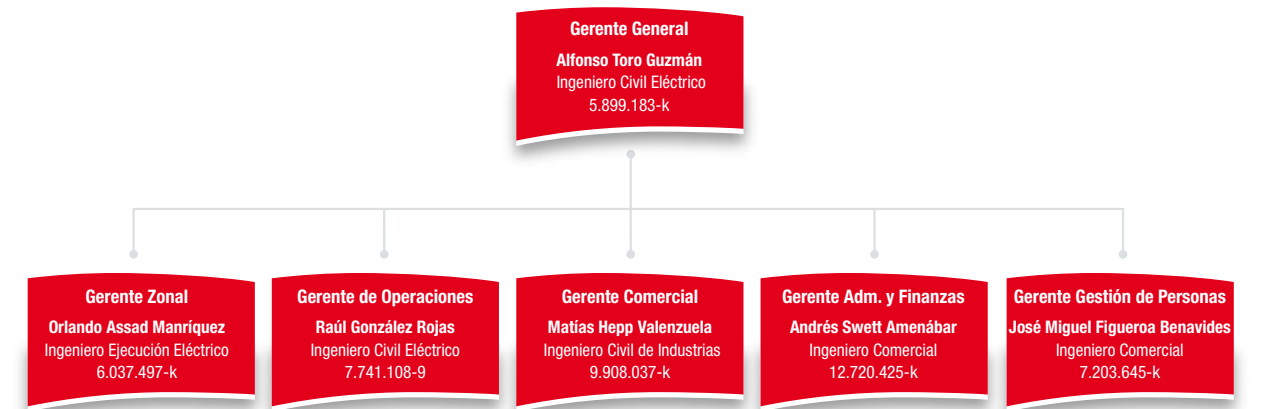 Gerente General
Alfonso Toro Guzmán
Ingeniero Civil Eléctrico
5.899.183-k
Gerente Zonal
Orlando Assad Manríquez
Ingeniero Ejecución Eléctrico
6.037.497-k
Gerente de Operaciones
Raúl González Rojas
Ingeniero Civil Eléctrico
7.741.108-9
Gerente Comercial
Matías Hepp Valenzuela
Ingeniero Civil de Industrias
9.908.037-k
Gerente Adm. y Finanzas
Andrés Swett Amenábar
Ingeniero Comercial
12.720.425-k
Gerente Gestión de Personas
José Miguel Figueroa Benavides
Ingeniero Comercial
7.203.645-k